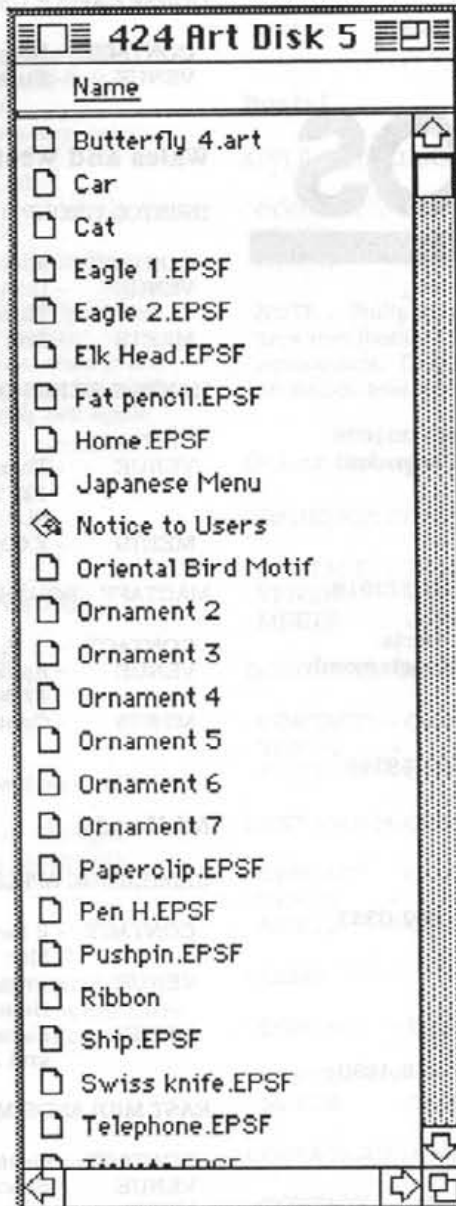 424 Art Disk 5
Name
Butterfly 4.art
Car
Cat
Eagle 1.EPSF
Eagle 2.EPSF
Elk Head.EPSF
Fat pencil.EPSF
Home.EPSF
Japanese Menu
Notice to Users
Oriental Bird Motif
Ornament 2
Ornament 3
Ornament 4
Ornament 5
Ornament 6
Ornament 7
Paperclip.EPSF
Pen H.EPSF
Pushpin.EPSF
Ribbon
Ship.EPSF
Swiss knife.EPSF
Telephone.EPSF